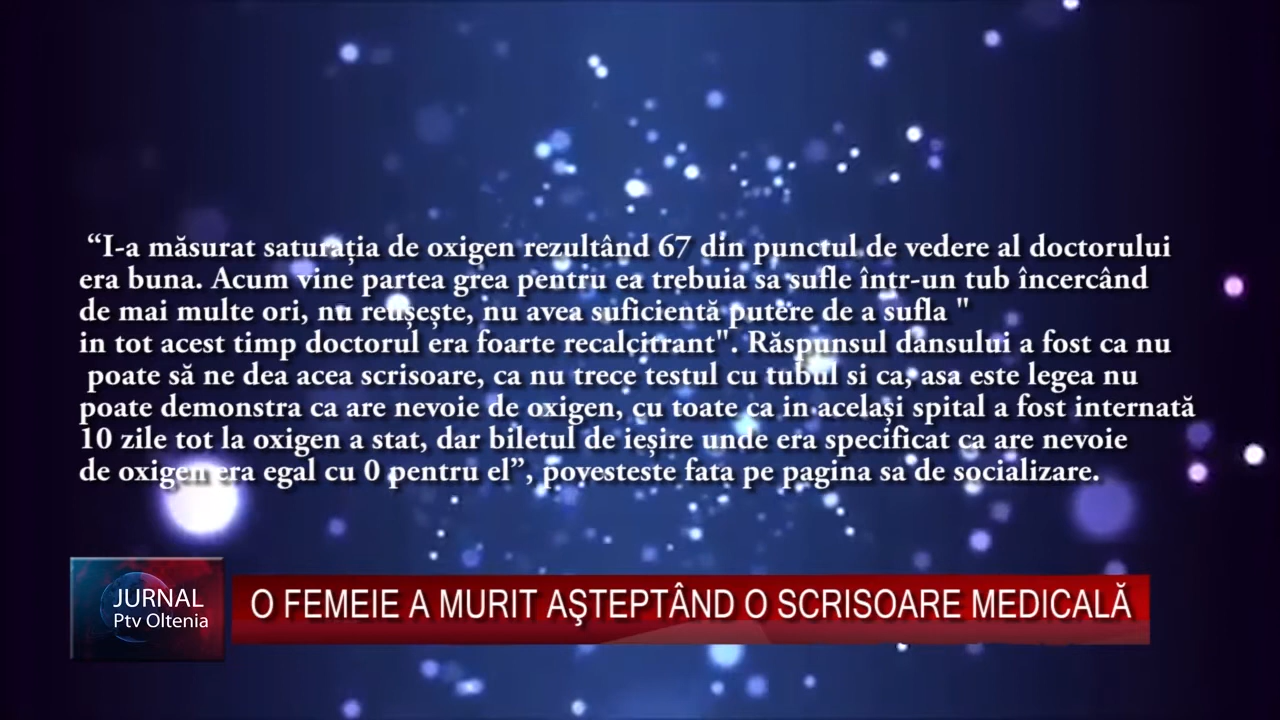 “I-a măsurat saturația de oxigen rezultând 67 din punctul de vedere al doctorului
era buna. Acum vine partea grea pentru ea trebuia sa sufle într-un tub încercând
de mai multe ori, nu reușește, nu avea suficientă putere de a sufla "
in tot acest timp doctorul era foarte recalcitrant". Răspunsul dansului a fost ca nu
poate să ne dea acea scrisoare, ca nu trece testul cu tubul si ca, asa este legea nu
poate demonstra ca are nevoie de oxigen, cu toate ca in același spital a fost internată
10 zile tot la oxigen a stat, dar biletul de ieșire unde era specificat ca are nevoie
de oxigen era egal cu 0 pentru el”, povesteste fata pe pagina sa de socializare.
JURNAL
Ptv Oltenia
O FEMEIE A MURIT AŞTEPTÂND O SCRISOARE MEDICALĂ